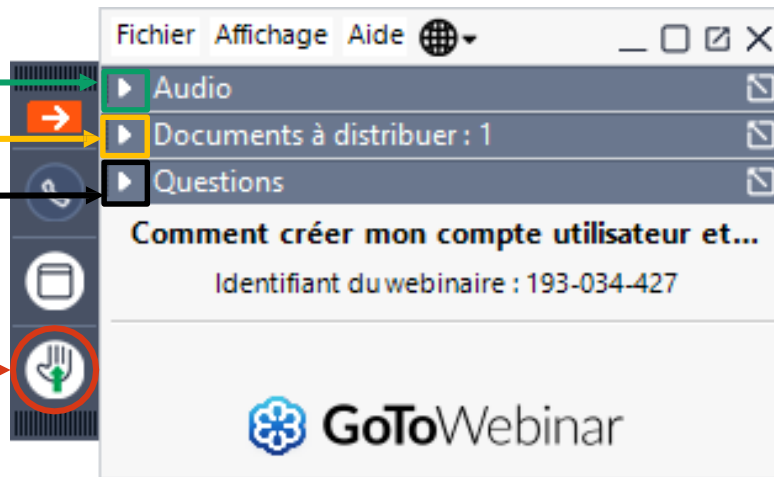 Fichier Affichage Aide
Audio
Documents à distribuer : 1
Questions
Comment créer mon compte utilisateur et...
Identifiant du webinaire : 193-034-427
GoToWebinar